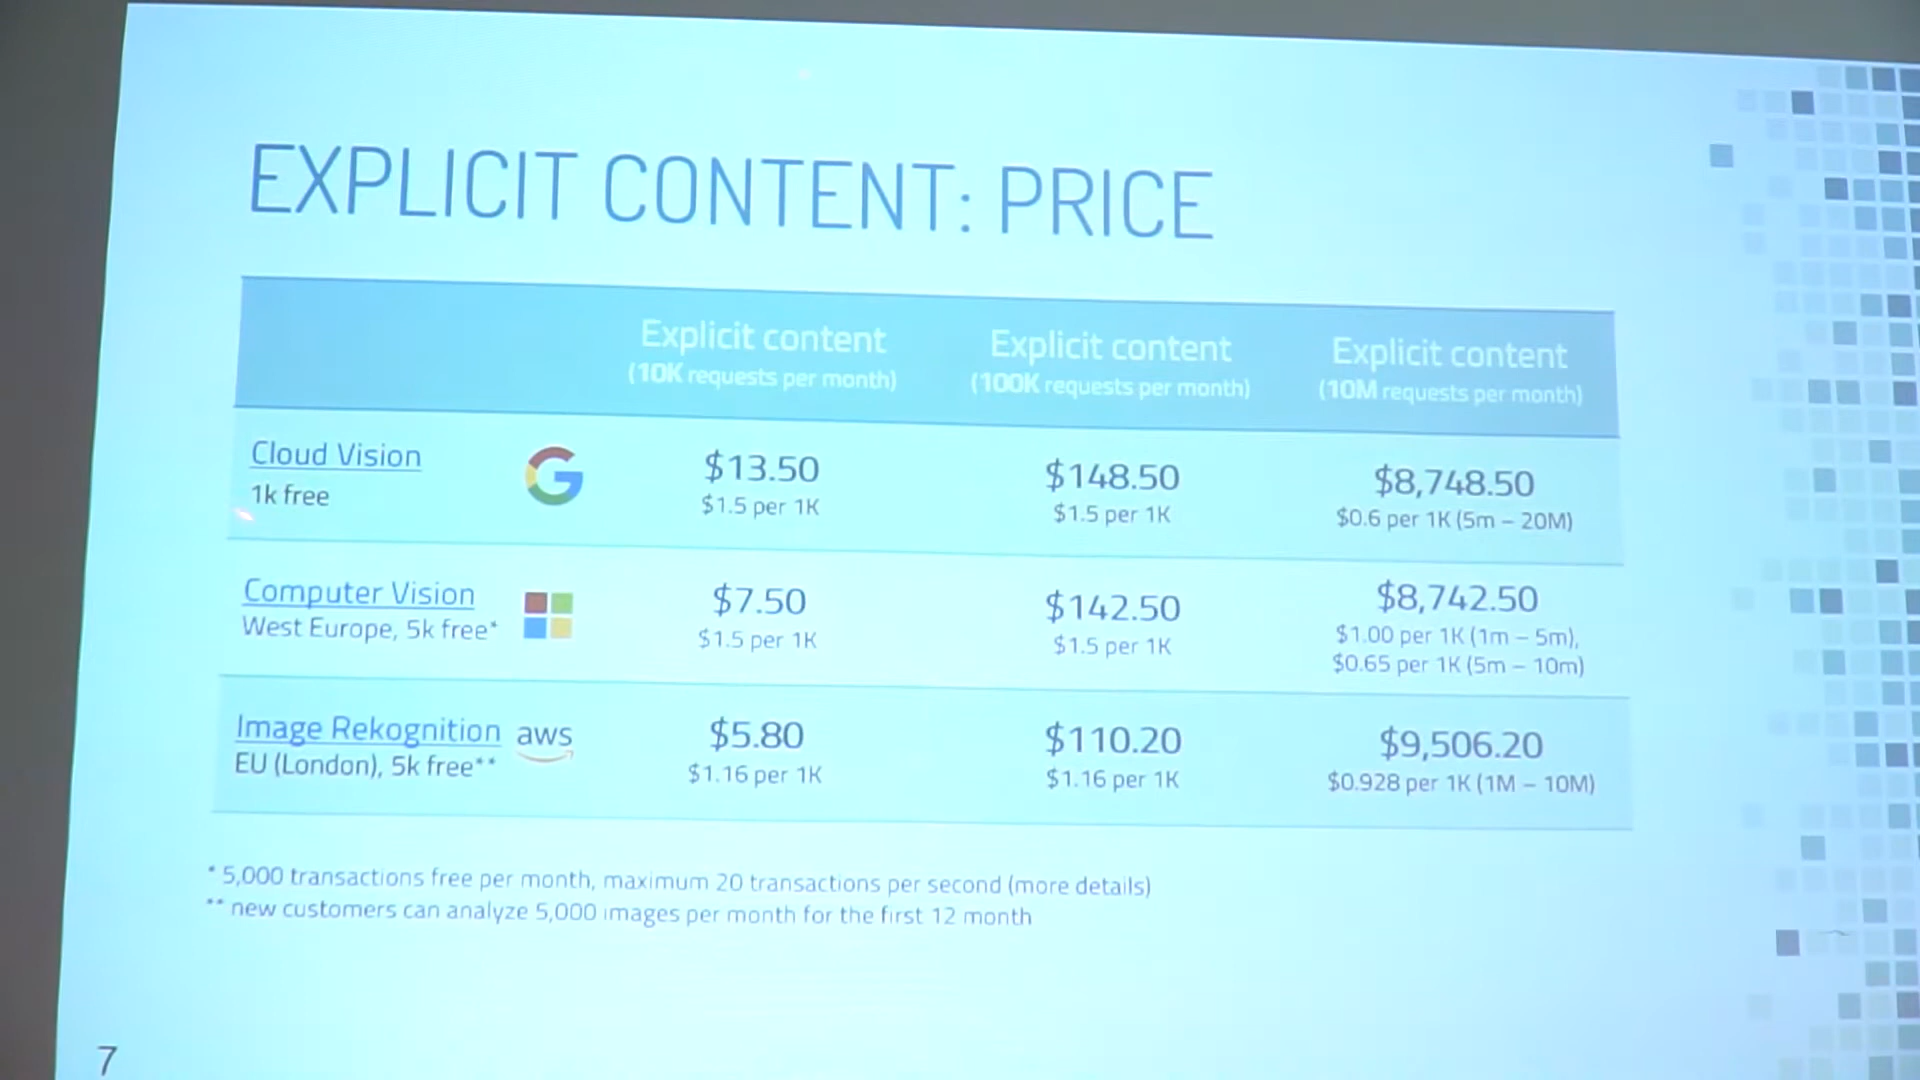 EXPLICIT CONTENT: PRICE
Explicit content
(10K requests per month)
Explicit content
(100K requests per month)
Explicit content
(10M requests per month)
Cloud Vision
1k free
G
$13.50
$1.5 per 1K
$148.50
$1.5 per 1K
$8,748.50
$0.6 per 1K (5m – 20M)
Computer Vision
West Europe, 5k free*
$7.50
$1.5 per 1K
$142.50
$1.5 per 1K
$8,742.50
$1.00 per 1K (1m – 5m),
$0.65 per 1K (5m – 10m)
Image Rekognition
EU (London), 5k free**
aws
$5.80
$1.16 per 1K
$110.20
$1.16 per 1K
$9,506.20
$0.928 per 1K (1M – 10M)
* 5,000 transactions free per month, maximum 20 transactions per second (more details)
** new customers can analyze 5,000 images per month for the first 12 month
7